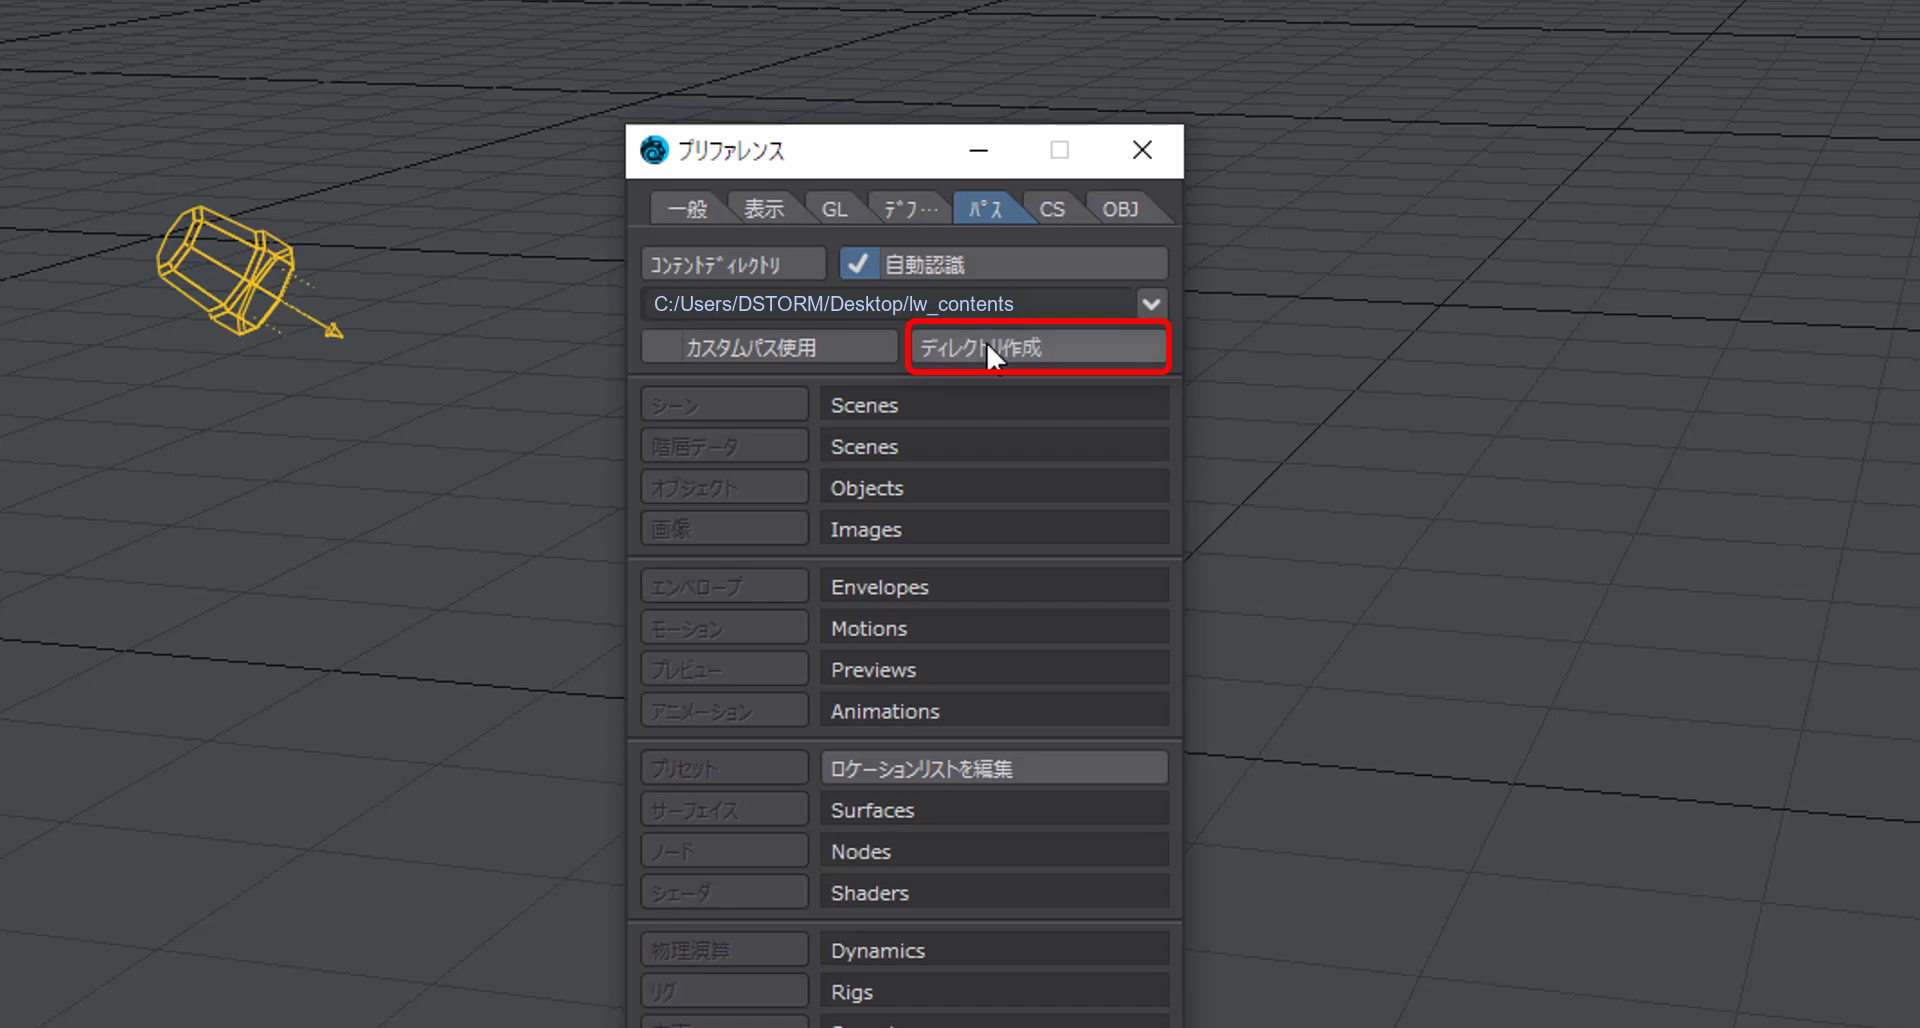 プリファレンス
一般 表示 GL ﾃﾞﾌ… ﾊﾟｽ CS OBJ
ｺﾝﾃﾝﾄﾃﾞｨﾚｸﾄﾘ 自動認識
C:/Users/DSTORM/Desktop/lw_contents
カスタムパス使用 ディレクトリ作成
シーン Scenes
階層データ Scenes
オブジェクト Objects
画像 Images
エンベロープ Envelopes
モーション Motions
プレビュー Previews
アニメーション Animations
プリセット ロケーションリストを編集
サーフェイス Surfaces
ノード Nodes
シェーダ Shaders
物理演算 Dynamics
リグ Rigs